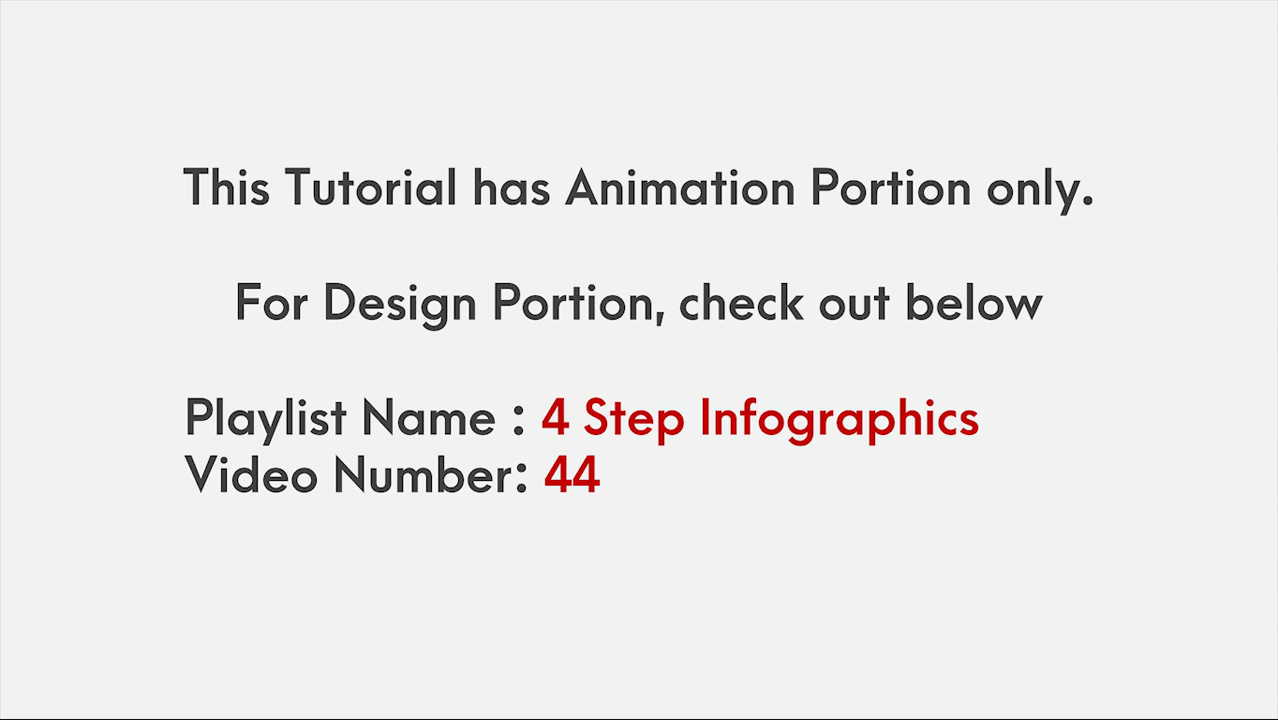 This Tutorial has Animation Portion only.
For Design Portion, check out below
Playlist Name : 4 Step Infographics
Video Number: 44